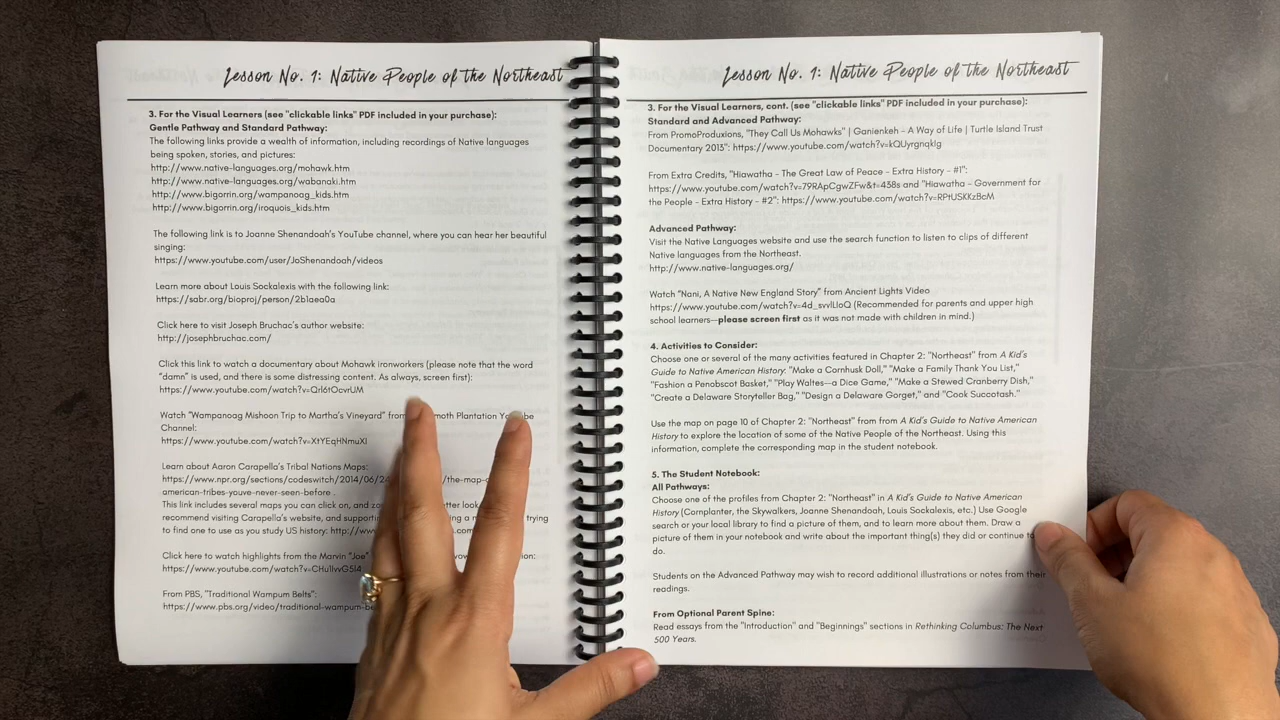 Lesson No. 1: Native People of the Northeast
3. For the Visual Learners (see "clickable links" PDF included in your purchase):
Gentle Pathway and Standard Pathway:
The following links provide a wealth of information, including recordings of Native languages
being spoken, stories, and pictures:
http://www.native-languages.org/mohawk.htm
http://www.native-languages.org/wabanaki.htm
http://www.bigorrin.org/wampanoag_kids.htm
http://www.bigorrin.org/iroquois_kids.htm
The following link is to Joanne Shenandoah's YouTube channel, where you can hear her beautiful
singing:
https://www.youtube.com/user/JoShenandoah/videos
Learn more about Louis Sockalexis with the following link:
https://sabr.org/bioproj/person/2b1aea0a
Click here to visit Joseph Bruchac's author website:
http://josephbruchac.com/
Click this link to watch a documentary about Mohawk ironworkers (please note that the word
"damn" is used, and there is some distressing content. As always, screen first):
https://www.youtube.com/watch?v=Qf6tOovrUM
Watch "Wampanoag Mishoon Trip to Martha's Vineyard" from moth Plantation Yo be
Channel:
https://www.youtube.com/watch?v=XtYEqHNmuXI
Learn about Aaron Carapella's Tribal Nations Maps:
https://www.npr.org/sections/codeswitch/2014/06/24 /the-map-
american-tribes-youve-never-seen-before .
This link includes several maps you can click on, and tter look
recommend visiting Carapella's website, and ing a trying
to find one to use as you study US history: .com
Click here to watch highlights from the Marvin "Joe" ion:
https://www.youtube.com/watch?v=CHu1IvvG5I4
From PBS, "Traditional Wampum Belts":
https://www.pbs.org/video/traditional-wampum-be
Lesson No. 1: Native People of the Northeast
3. For the Visual Learners, cont. (see "clickable links" PDF included in your purchase):
Standard and Advanced Pathway:
From PromoProduxions, "They Call Us Mohawks" | Ganienkeh - A Way of Life | Turtle Island Trust
Documentary 2013": https://www.youtube.com/watch?v=kQUyrgnqkIg
From Extra Credits, "Hiawatha - The Great Law of Peace - Extra History - #1":
https://www.youtube.com/watch?v=79RApCgwZFw&t=458s and "Hiawatha - Government for
the People - Extra History - #2": https://www.youtube.com/watch?v=RPtUSKKzBcM
Advanced Pathway:
Visit the Native Languages website and use the search function to listen to clips of different
Native languages from the Northeast.
http://www.native-languages.org/
Watch "Nani, A Native New England Story" from Ancient Lights Video
https://www.youtube.com/watch?v=4d_svvlLIoQ (Recommended for parents and upper high
school learners--please screen first as it was not made with children in mind.)
4. Activities to Consider:
Choose one or several of the many activities featured in Chapter 2: "Northeast" from A Kid's
Guide to Native American History: "Make a Cornhusk Doll," "Make a Family Thank You List,"
"Fashion a Penobscot Basket," "Play Waltes--a Dice Game," "Make a Stewed Cranberry Dish,"
"Create a Delaware Storyteller Bag," "Design a Delaware Gorget," and "Cook Succotash."
Use the map on page 10 of Chapter 2: "Northeast" from from A Kid's Guide to Native American
History to explore the location of some of the Native People of the Northeast. Using this
information, complete the corresponding map in the student notebook.
5. The Student Notebook:
All Pathways:
Choose one of the profiles from Chapter 2: "Northeast" in A Kid's Guide to Native American
History (Cornplanter, the Skywalkers, Joanne Shenandoah, Louis Sockalexis, etc.) Use Google
search or your local library to find a picture of them, and to learn more about them. Draw a
picture of them in your notebook and write about the important thing(s) they did or continue to
do.
Students on the Advanced Pathway may wish to record additional illustrations or notes from their
readings.
From Optional Parent Spine:
Read essays from the "Introduction" and "Beginnings" sections in Rethinking Columbus: The Next
500 Years.